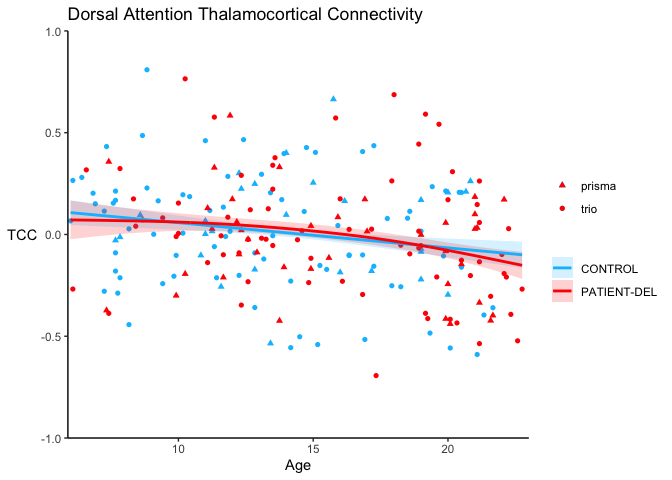 Dorsal Attention Thalamocortical Connectivity
1.0
0.5
TCC
0.0
-0.5
-1.0
10
15
20
Age
prisma
trio
CONTROL
PATIENT-DEL